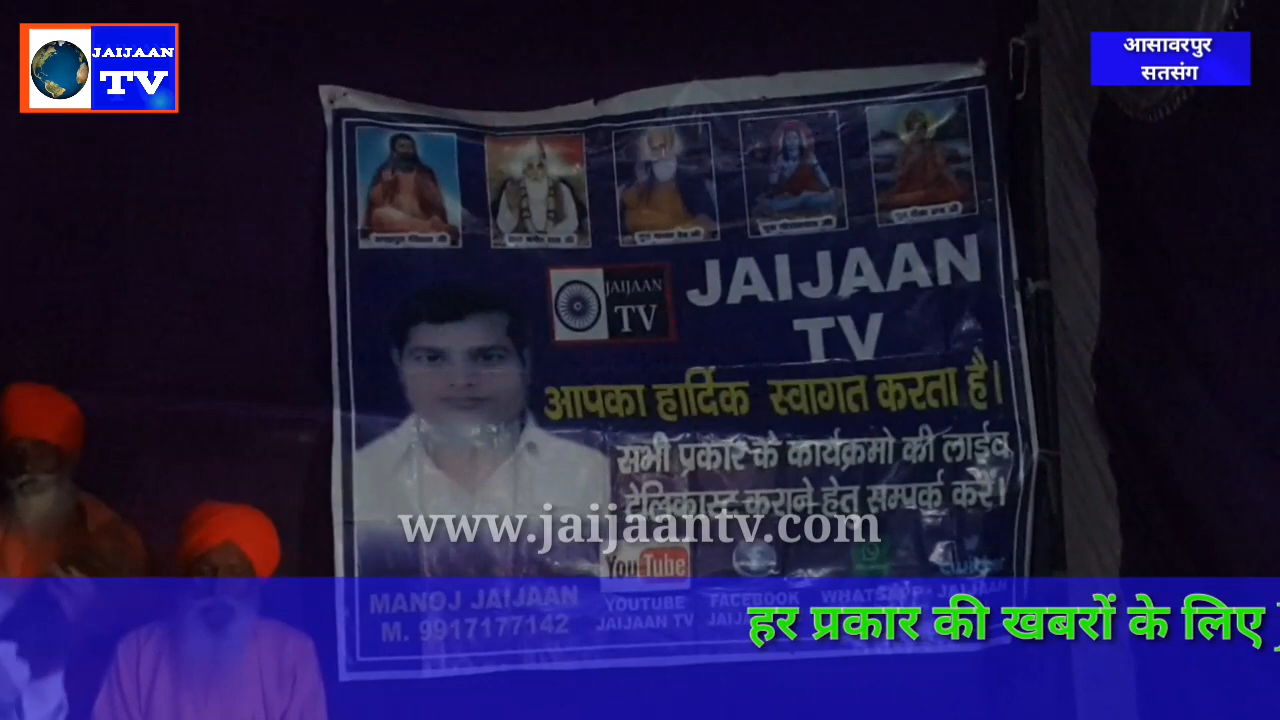 JAIJAAN
TV
आसावरपुर
सतसंग
JAIJAAN
TV
JAIJAAN
TV
आपका हार्दिक स्वागत करता है।
सभी प्रकार के कार्यक्रमो की लाईव
टेलिकास्ट कराने हेतु सम्पर्क करें।
www.jaijaantv.com
YouTube
MANOJ JAIJAAN
M. 9917177142
YOUTUBE
JAIJAAN TV
FACEBOOK
WHATSAPP
हर प्रकार की खबरों के लिए